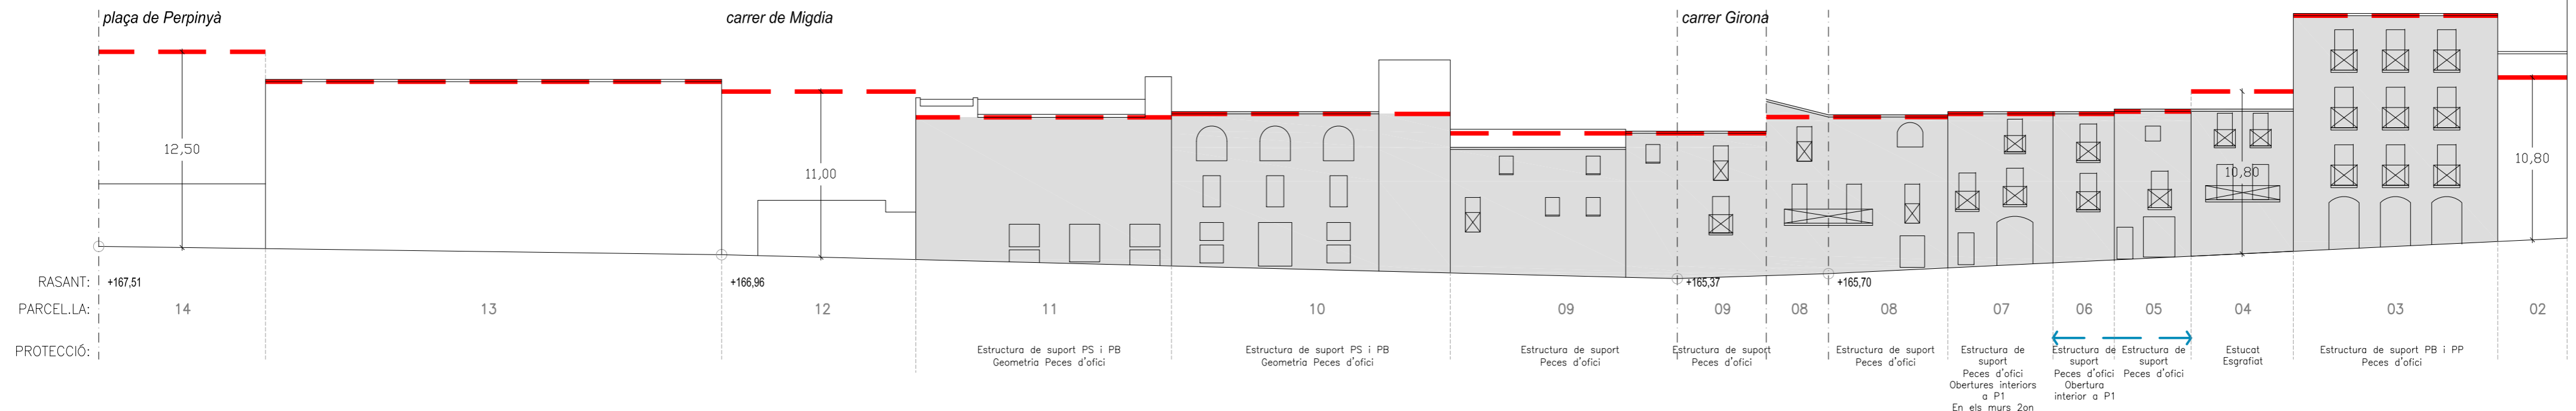 plaça de Perpinyà
carrer de Migdia
carrer Girona
12,50
11,00
10,80
10,80
RASANT: +167,51 +166,96 +165,37 +165,70
PARCEL.LA: 14 13 12 11 10 09 09 08 08 07 06 05 04 03 02
PROTECCIÓ:
Estructura de suport PS i PB
Geometria Peces d'ofici
Estructura de suport PS i PB
Geometria Peces d'ofici
Estructura de suport
Peces d'ofici
Estructura de suport
Peces d'ofici
Estructura de suport
Peces d'ofici
Estructura de
suport
Peces d'ofici
Obertures interiors
a P1
En els murs 2on
Estructura de
suport
Peces d'ofici
Obertura
interior a P1
Estructura de
suport
Peces d'ofici
Estucat
Esgrafiat
Estructura de suport PB i PP
Peces d'ofici